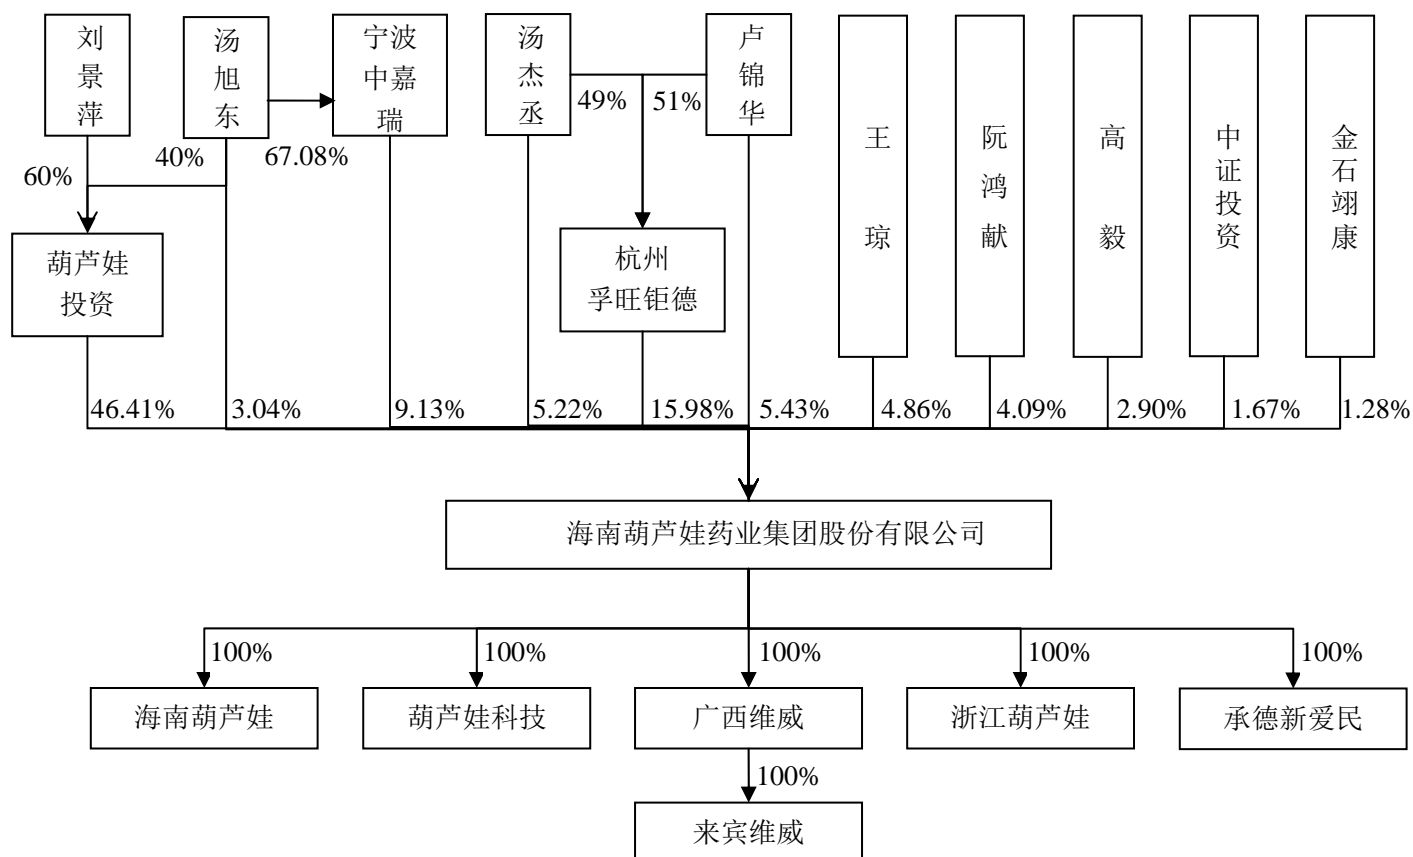 刘景萍
汤旭东
宁波
中嘉
瑞
汤杰丞
卢锦华
王琼
阮鸿献
高毅
中证投资
金石翊康
49%
51%
40%
67.08%
60%
葫芦娃
投资
杭州
孚旺钜德
46.41%
3.04%
9.13%
5.22%
15.98%
5.43%
4.86%
4.09%
2.90%
1.67%
1.28%
海南葫芦娃药业集团股份有限公司
100%
100%
100%
100%
100%
海南葫芦娃
葫芦娃科技
广西维威
浙江葫芦娃
承德新爱民
100%
来宾维威